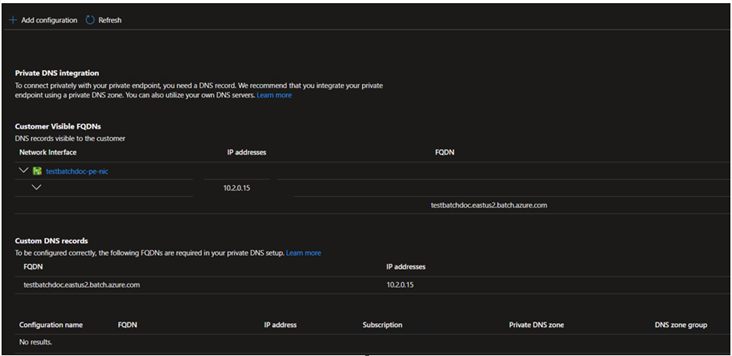 Add configuration Refresh
Private DNS integration
To connect privately with your private endpoint, you need a DNS record. We recommend that you integrate your private
endpoint using a private DNS zone. You can also utilize your own DNS servers. Learn more
Customer Visible FQDNs
DNS records visible to the customer
Network Interface IP addresses FQDN
testbatchdoc-pe-nic
10.2.0.15
testbatchdoc.eastus2.batch.azure.com
Custom DNS records
To be configured correctly, the following FQDNs are required in your private DNS setup. Learn more
FQDN IP addresses
testbatchdoc.eastus2.batch.azure.com 10.2.0.15
Configuration name FQDN IP address Subscription Private DNS zone DNS zone group
No results.